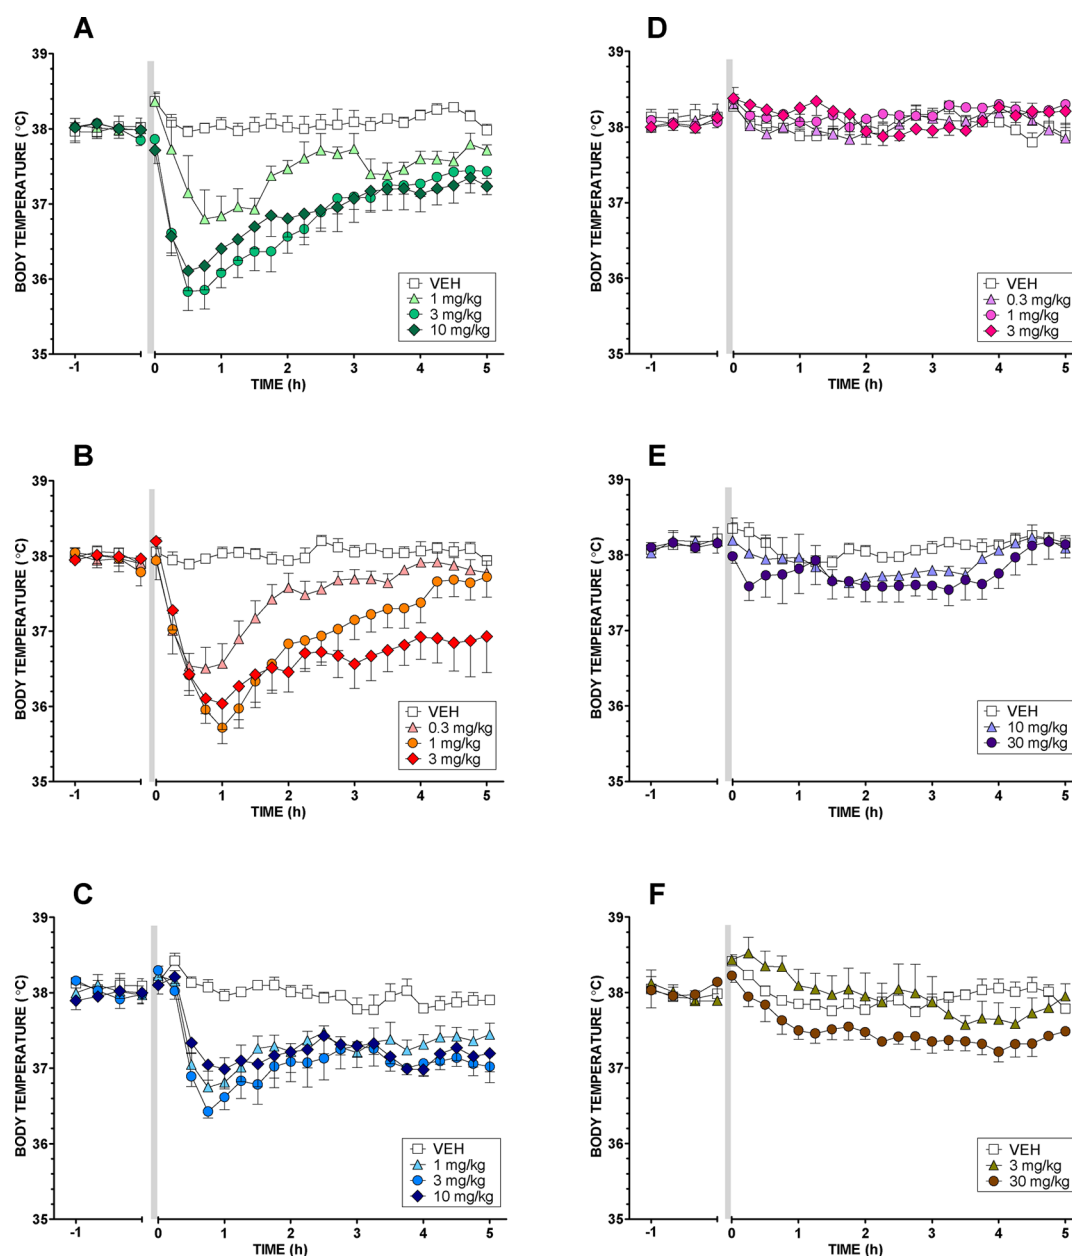 A
39
38
37
36
35
BODY TEMPERATURE (°C)
-1 0 1 2 3 4 5
TIME (h)
VEH
1 mg/kg
3 mg/kg
10 mg/kg
D
39
38
37
36
35
BODY TEMPERATURE (°C)
-1 0 1 2 3 4 5
TIME (h)
VEH
0.3 mg/kg
1 mg/kg
3 mg/kg
B
39
38
37
36
35
BODY TEMPERATURE (°C)
-1 0 1 2 3 4 5
TIME (h)
VEH
0.3 mg/kg
1 mg/kg
3 mg/kg
E
39
38
37
36
35
BODY TEMPERATURE (°C)
-1 0 1 2 3 4 5
TIME (h)
VEH
10 mg/kg
30 mg/kg
C
39
38
37
36
35
BODY TEMPERATURE (°C)
-1 0 1 2 3 4 5
TIME (h)
VEH
1 mg/kg
3 mg/kg
10 mg/kg
F
39
38
37
36
35
BODY TEMPERATURE (°C)
-1 0 1 2 3 4 5
TIME (h)
VEH
3 mg/kg
30 mg/kg